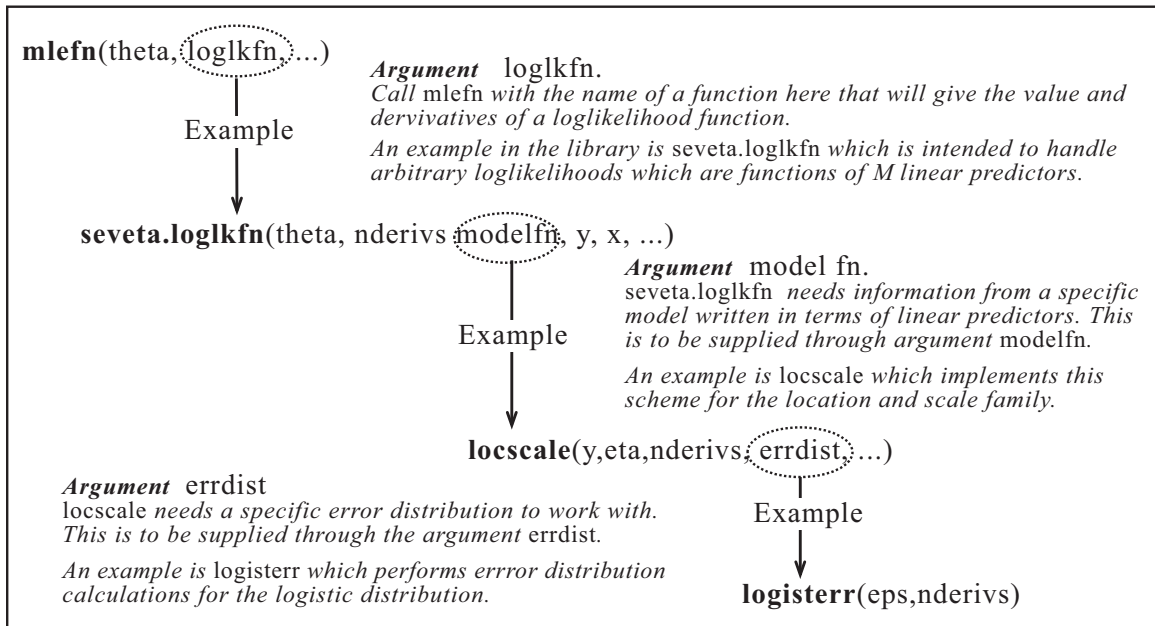 mlefn(theta, loglkfn, ...)
Argument loglkfn.
Call mlefn with the name of a function here that will give the value and
dervivatives of a loglikelihood function.
Example
An example in the library is seveta.loglkfn which is intended to handle
arbitrary loglikelihoods which are functions of M linear predictors.
seveta.loglkfn(theta, nderivs modelfn, y, x, ...)
Argument model fn.
seveta.loglkfn needs information from a specific
model written in terms of linear predictors. This
is to be supplied through argument modelfn.
Example
An example is locscale which implements this
scheme for the location and scale family.
locscale(y,eta,nderivs, errdist, ...)
Argument errdist
locscale needs a specific error distribution to work with.
This is to be supplied through the argument errdist.
Example
An example is logisterr which performs errror distribution
calculations for the logistic distribution.
logisterr(eps,nderivs)